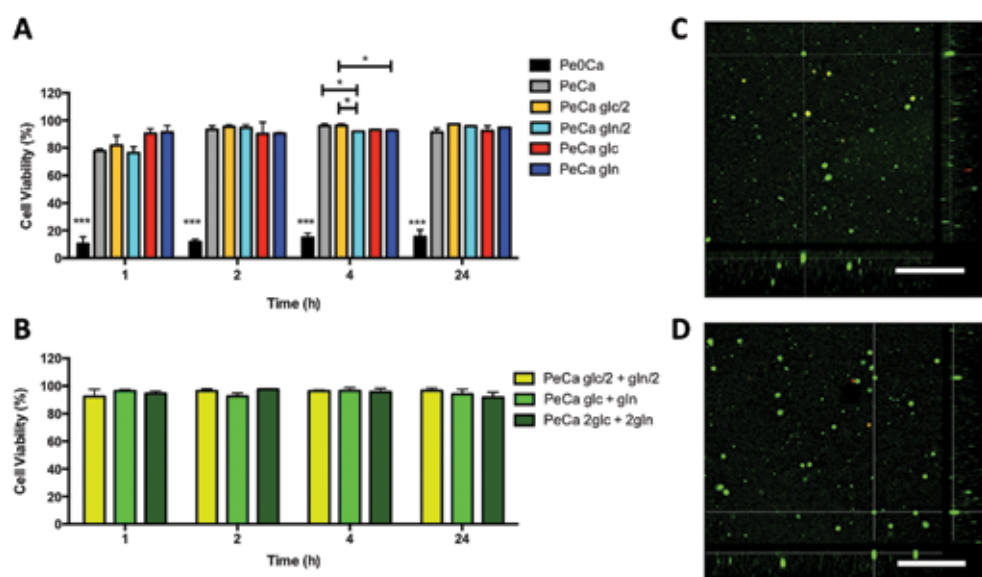 A
Cell Viability (%)
120
100
80
60
40
20
0
***
***
***
***
*
*
*
1
2
4
24
Time (h)
Pe0Ca
PeCa
PeCa glc/2
PeCa gln/2
PeCa glc
PeCa gln
B
Cell Viability (%)
120
100
80
60
40
20
0
1
2
4
24
Time (h)
PeCa glc/2 + gln/2
PeCa glc + gln
PeCa 2glc + 2gln
C
D